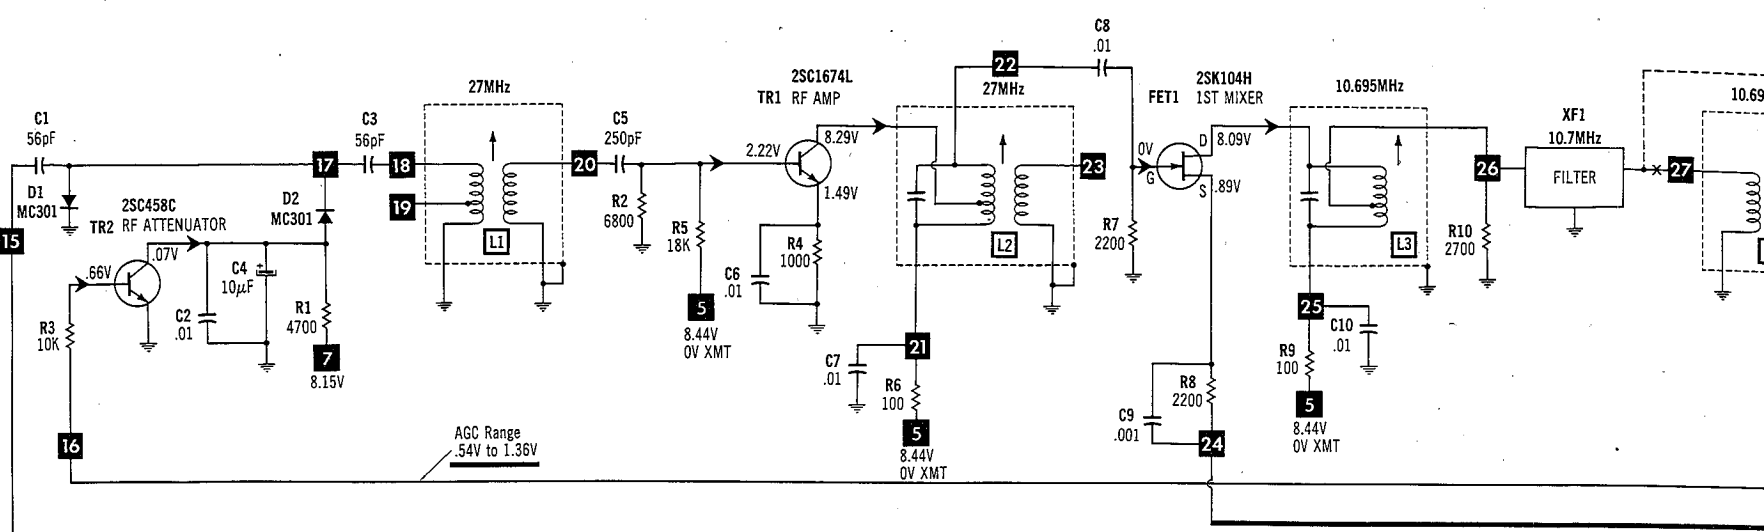 C8
.01
22
27MHz
2SC1674L
TR1 RF AMP
8.29V
2.22V
1.49V
27MHz
C1
56pF
C3
56pF
17
18
19
L1
20
C5
250pF
D1
MC301
D2
MC301
2SC458C
TR2 RF ATTENUATOR
.07V
.66V
15
R3
10K
C2
.01
C4
+
10μF
R1
4700
7
8.15V
16
AGC Range
.54V to 1.36V
R2
6800
R5
18K
5
8.44V
0V XMT
C6
.01
R4
1000
L2
23
C7
.01
21
R6
100
5
8.44V
0V XMT
2SK104H
FET1 1ST MIXER
0V
G
D
8.09V
S
.89V
R7
2200
C9
.001
R8
2200
24
10.695MHz
L3
25
C10
.01
R9
100
5
8.44V
0V XMT
26
R10
2700
XF1
10.7MHz
FILTER
27
10.69